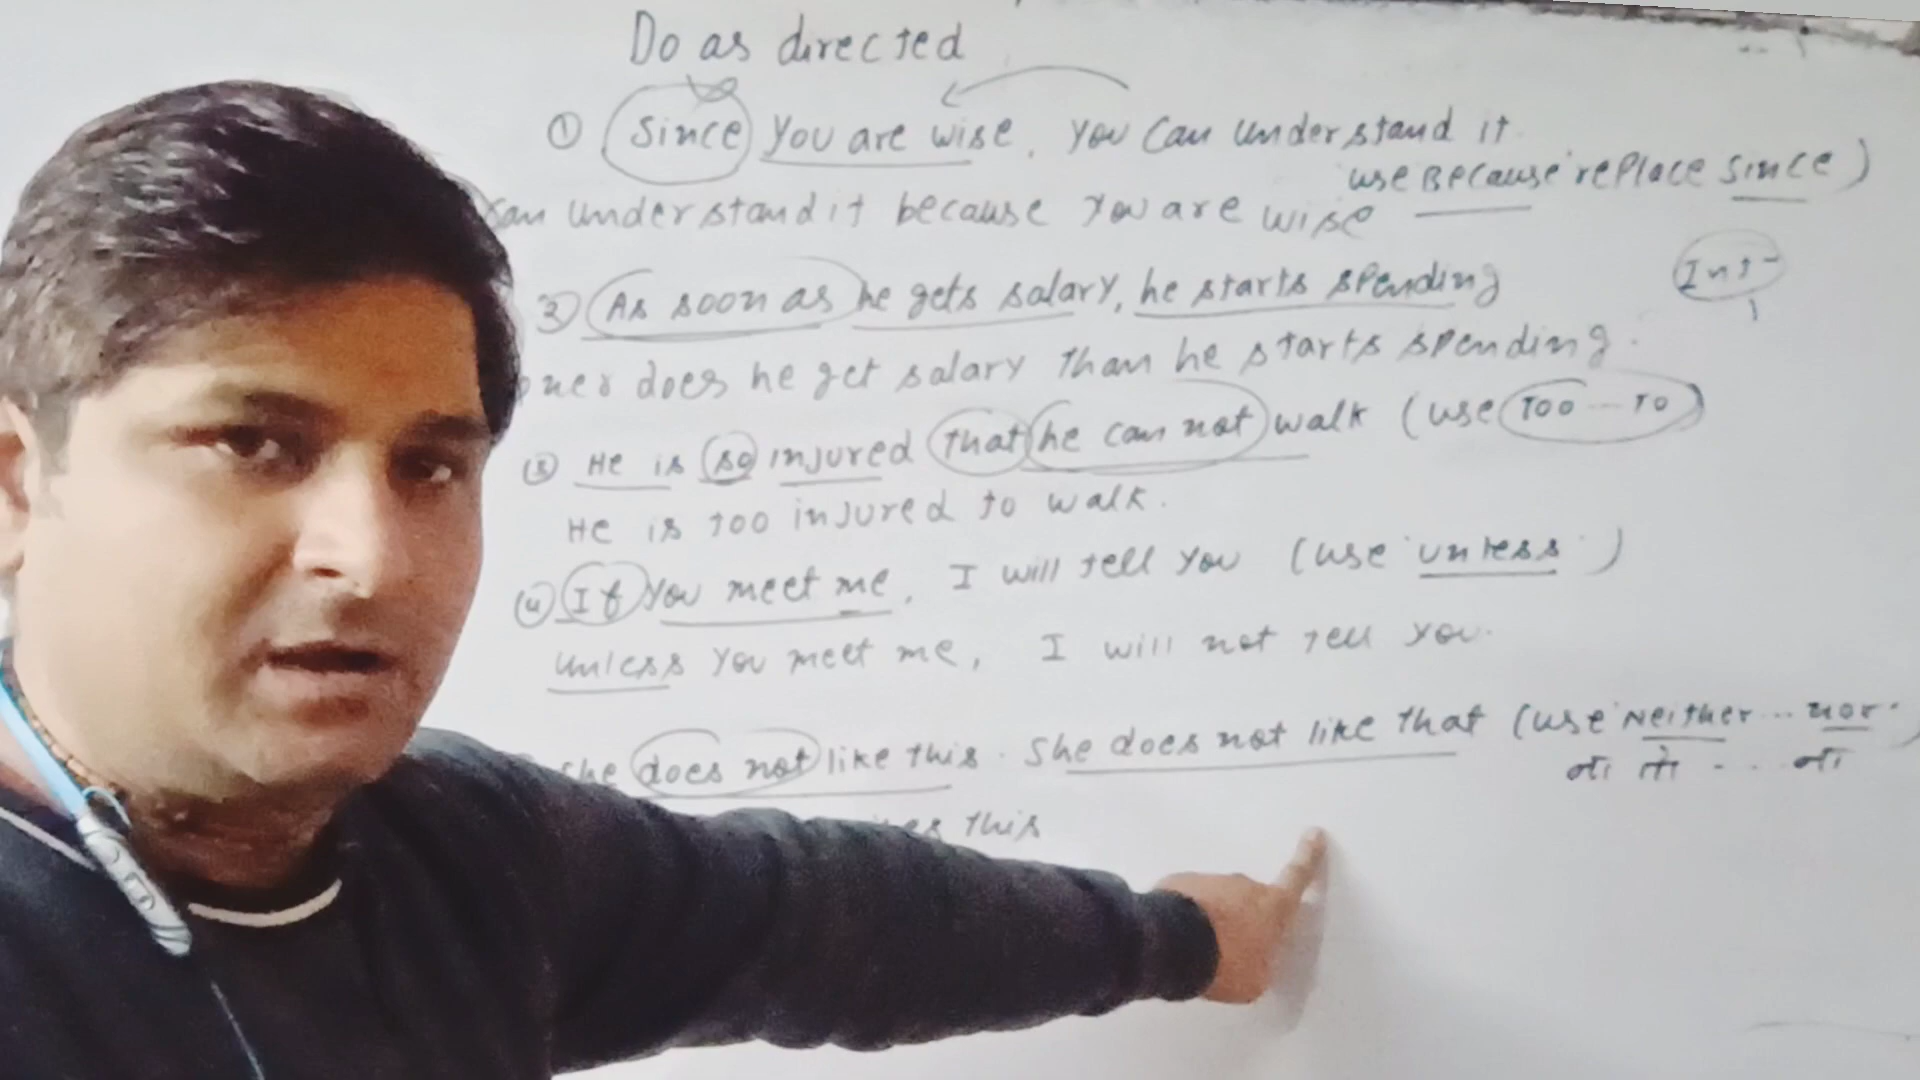 Do as directed
① Since you are wise, you can understand it
use Because replace Since)
can understand it because you are wise
② As soon as he gets salary, he starts spending
does he get salary than he starts spending.
③ He is so injured that he can not walk (use Too ... To)
He is too injured to walk.
④ If you meet me, I will tell you (use "unless")
unless you meet me, I will not tell you.
does not like this. She does not like that (use Neither ... nor)
ना तो ... ना
this